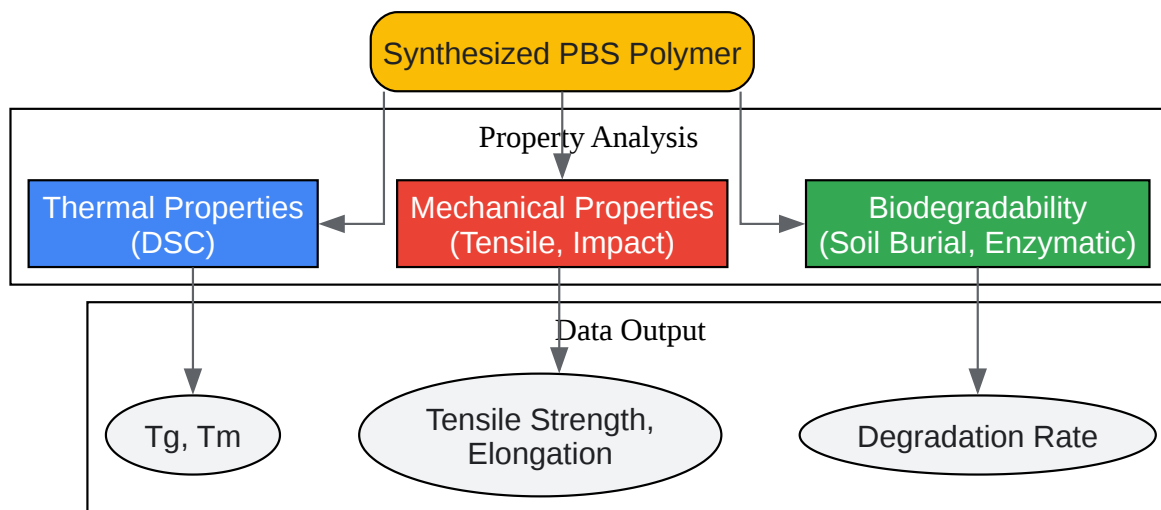 Synthesized PBS Polymer
Property Analysis
Thermal Properties
(DSC)
Mechanical Properties
(Tensile, Impact)
Biodegradability
(Soil Burial, Enzymatic)
Data Output
Tg, Tm
Tensile Strength,
Elongation
Degradation Rate